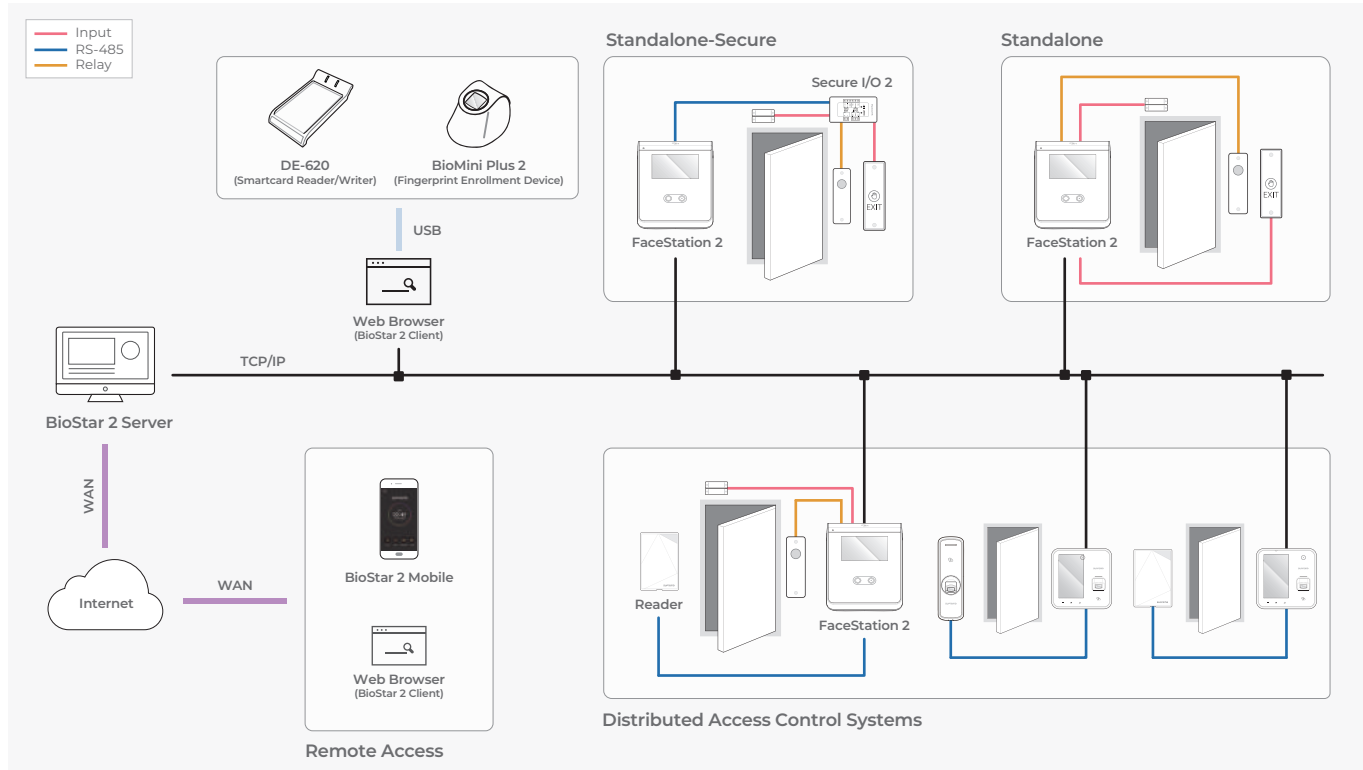 Input
RS-485
Relay
DE-620
(Smartcard Reader/Writer)
BioMini Plus 2
(Fingerprint Enrollment Device)
USB
Web Browser
(BioStar 2 Client)
TCP/IP
BioStar 2 Server
WAN
Internet
WAN
BioStar 2 Mobile
Web Browser
(BioStar 2 Client)
Remote Access
Standalone-Secure
Secure I/O 2
EXIT
FaceStation 2
Standalone
EXIT
FaceStation 2
Reader
FaceStation 2
Distributed Access Control Systems